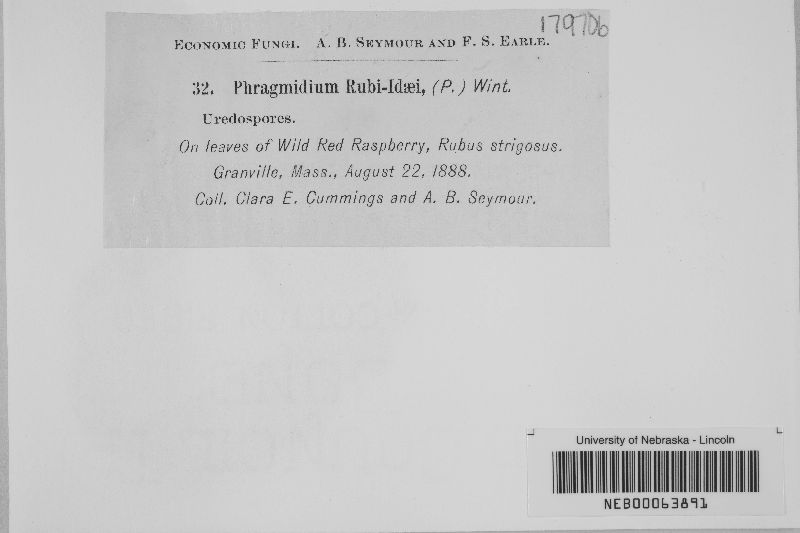 179706
Economic Fungi. A. B. Seymour and F. S. Earle.
32. Phragmidium Rubi-Idæi, (P.) Wint.
Uredospores.
On leaves of Wild Red Raspberry, Rubus strigosus.
Granville, Mass., August 22, 1888.
Coll. Clara E. Cummings and A. B. Seymour.
University of Nebraska - Lincoln
NEB00063891